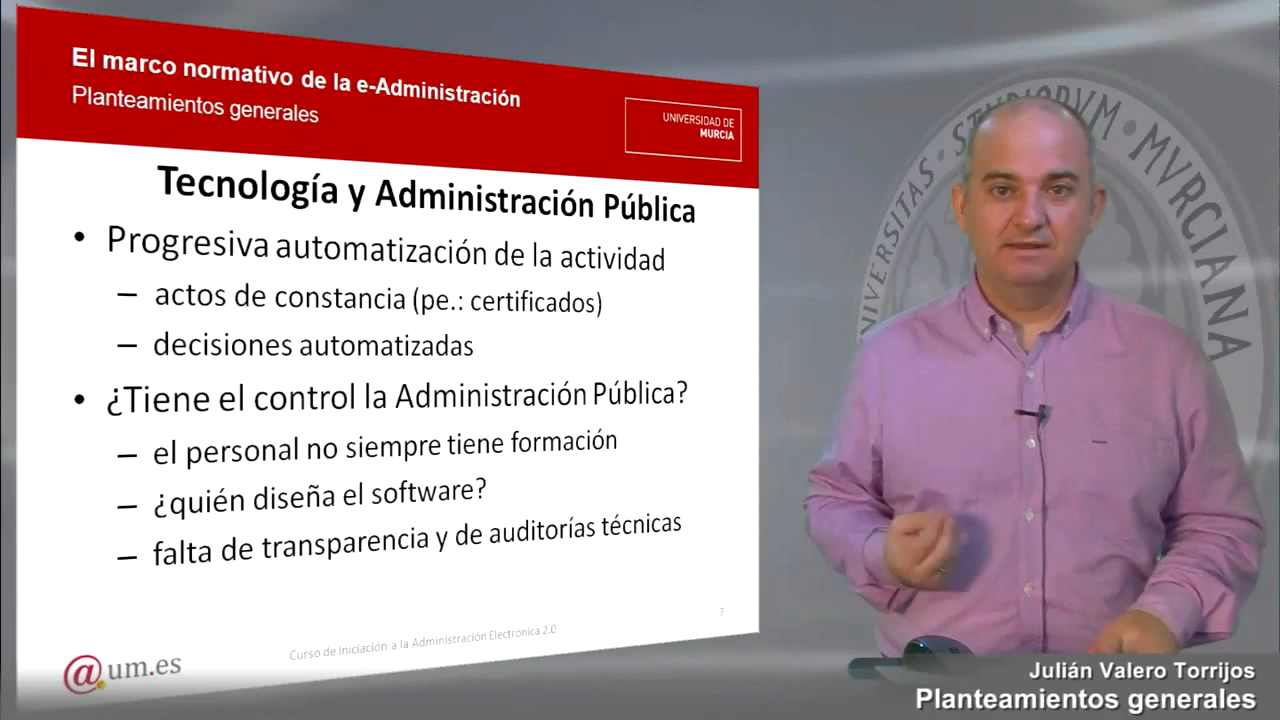 El marco normativo de la e-Administración
Planteamientos generales
UNIVERSIDAD DE
MURCIA
Tecnología y Administración Pública
• Progresiva automatización de la actividad
– actos de constancia (pe.: certificados)
– decisiones automatizadas
• ¿Tiene el control la Administración Pública?
– el personal no siempre tiene formación
– ¿quién diseña el software?
– falta de transparencia y de auditorías técnicas
7
Curso de Iniciación a la Administración Electrónica 2.0
@um.es
MVRCIANA
Julián Valero Torrijos
Planteamientos generales